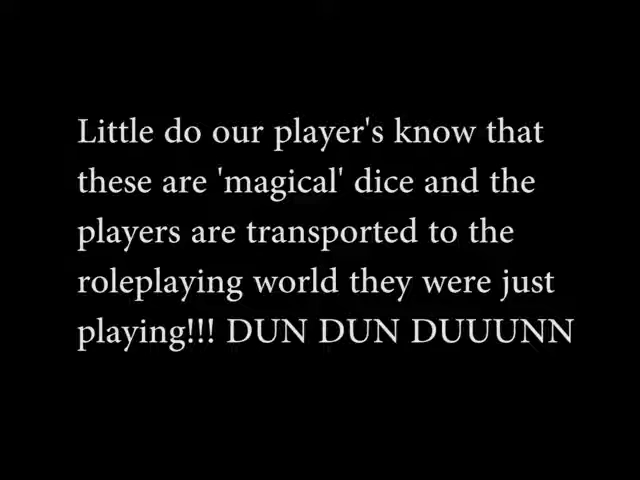 Little do our player's know that
these are 'magical' dice and the
players are transported to the
roleplaying world they were just
playing!!! DUN DUN DUUUNN